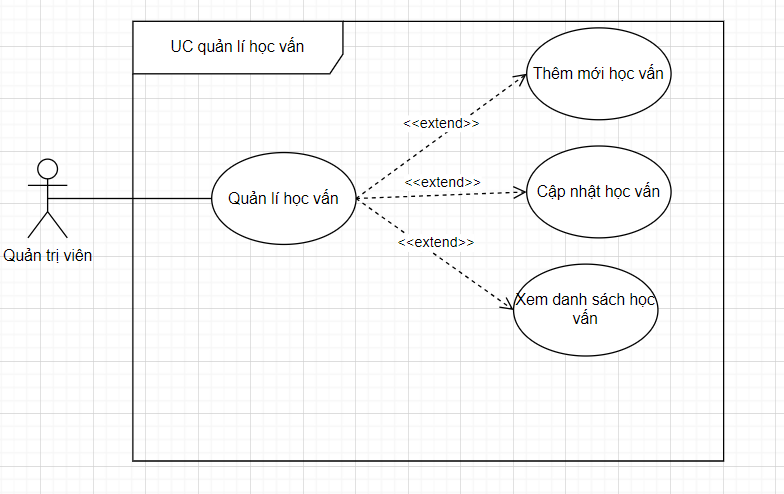 UC quản lí học vấn
Thêm mới học vấn
<<extend>>
<<extend>>
Cập nhật học vấn
Quản lí học vấn
Quản trị viên
<<extend>>
Xem danh sách học
vấn